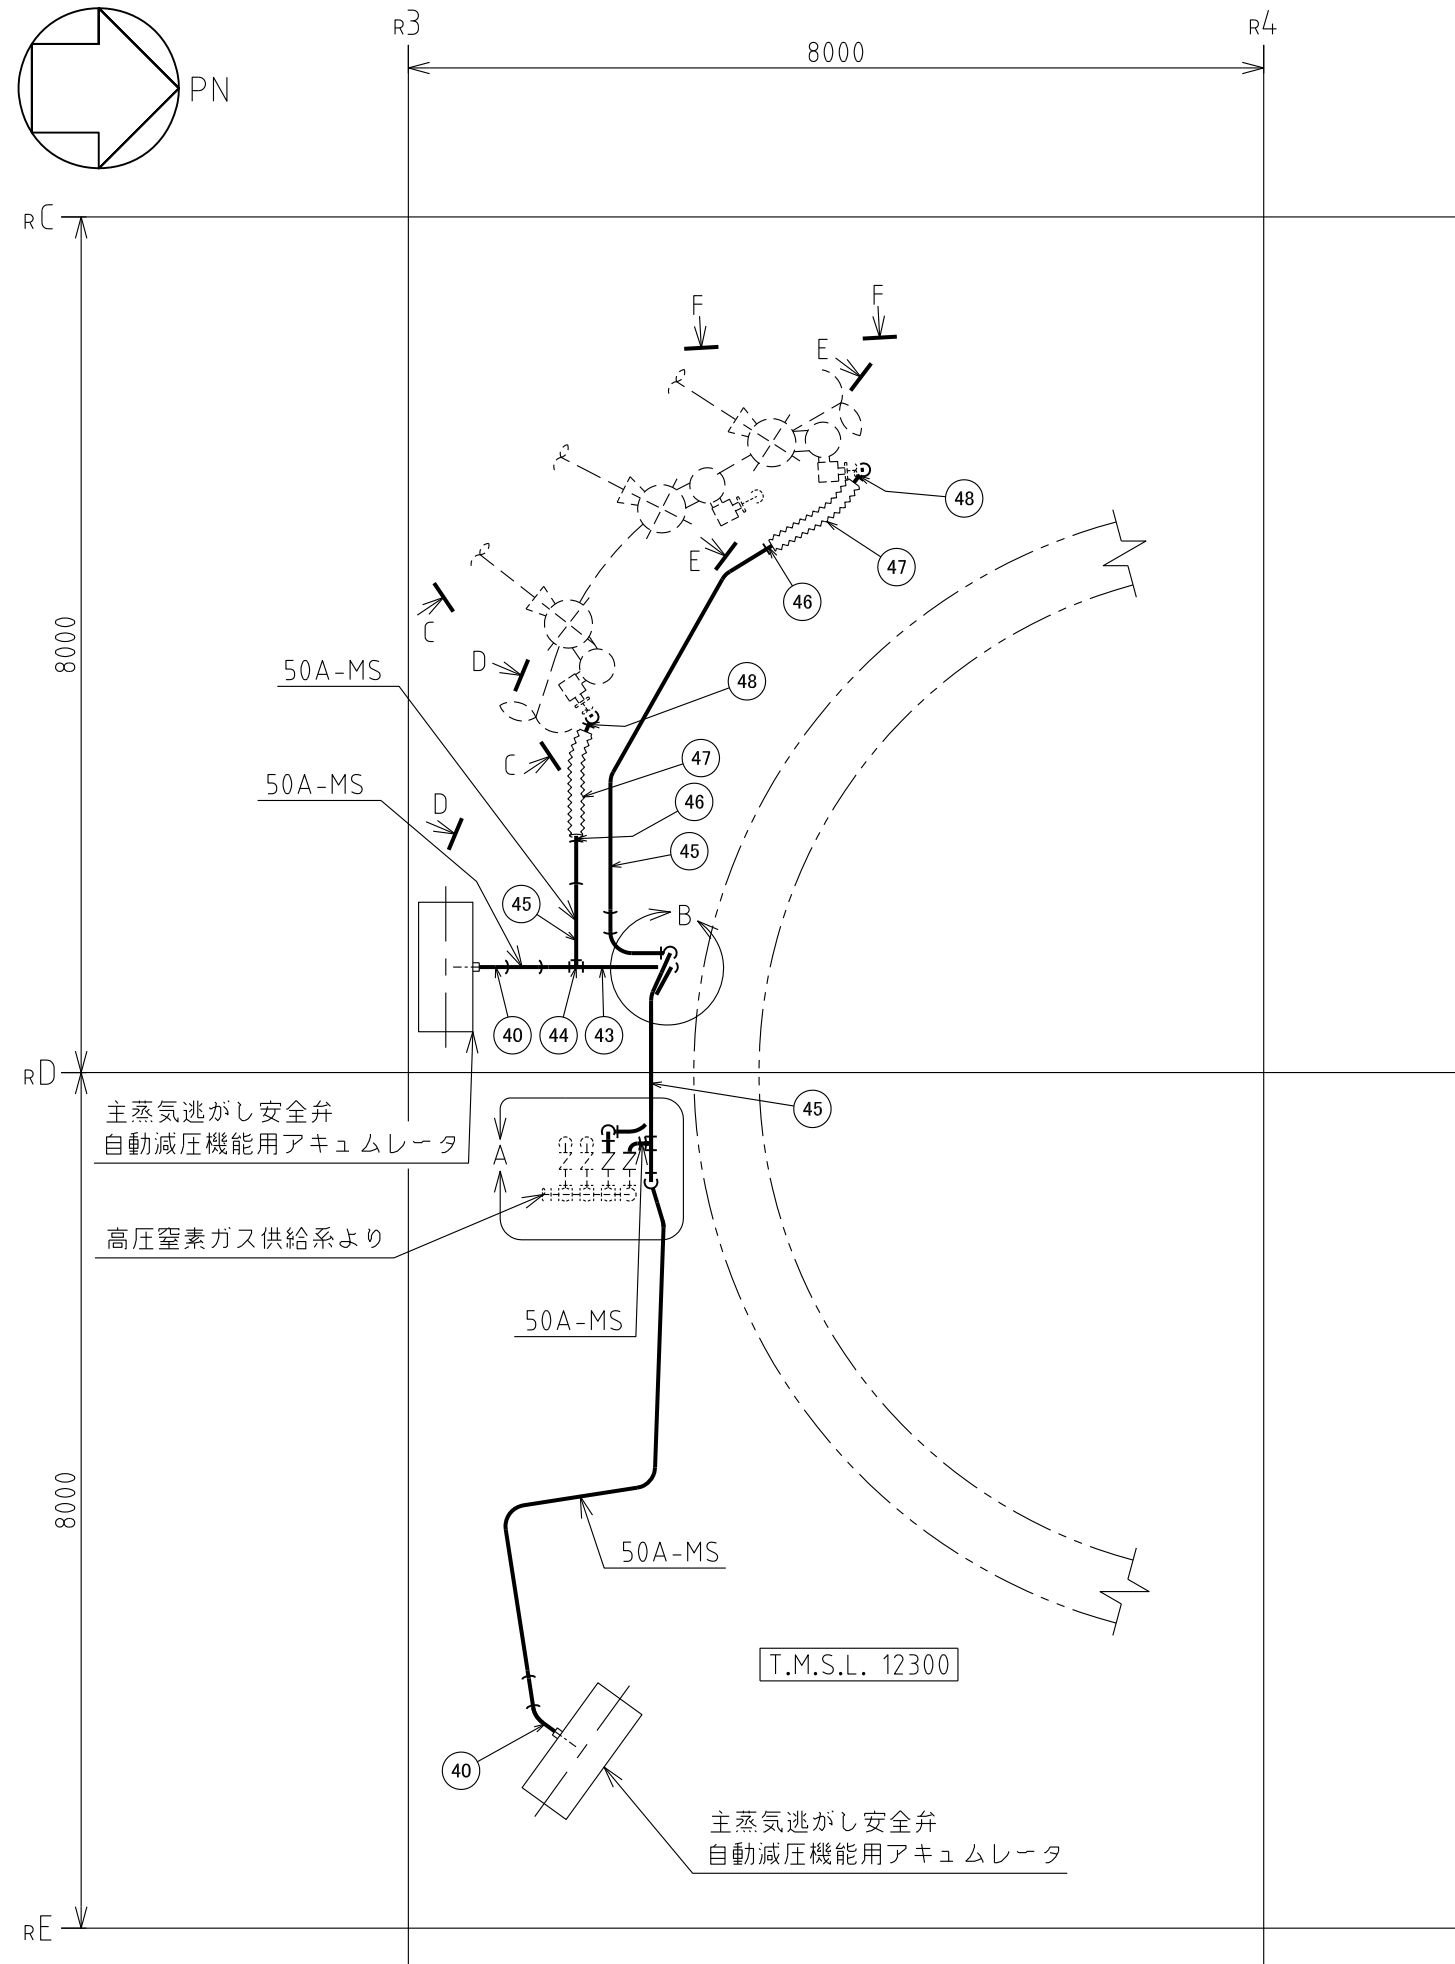 PN
R3
R4
8000
RC
F
F
E
48
E
47
46
C
8000
D
50A-MS
48
C
47
50A-MS
D
46
45
45
B
40
44
43
RD
45
主蒸気逃がし安全弁
自動減圧機能用アキュムレータ
A
高圧窒素ガス供給系より
50A-MS
8000
50A-MS
T.M.S.L. 12300
40
主蒸気逃がし安全弁
自動減圧機能用アキュムレータ
RE